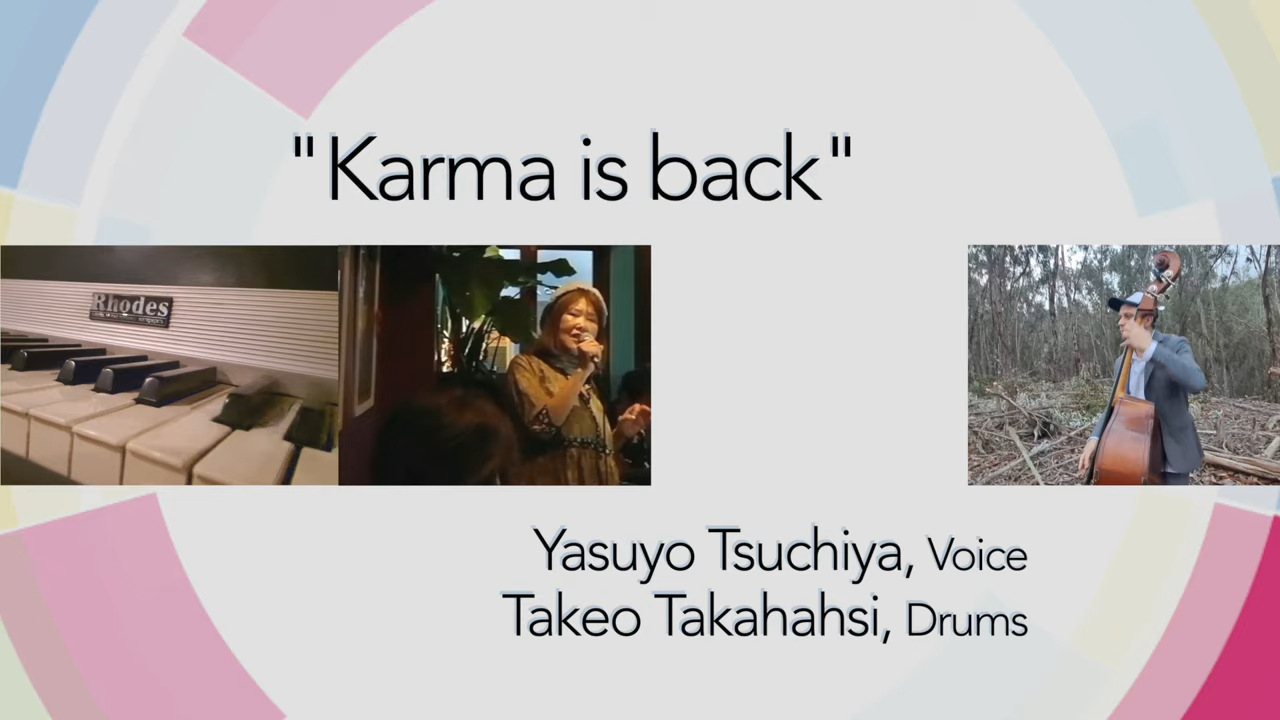 "Karma is back"
Rhodes
Yasuyo Tsuchiya, Voice
Takeo Takahahsi, Drums